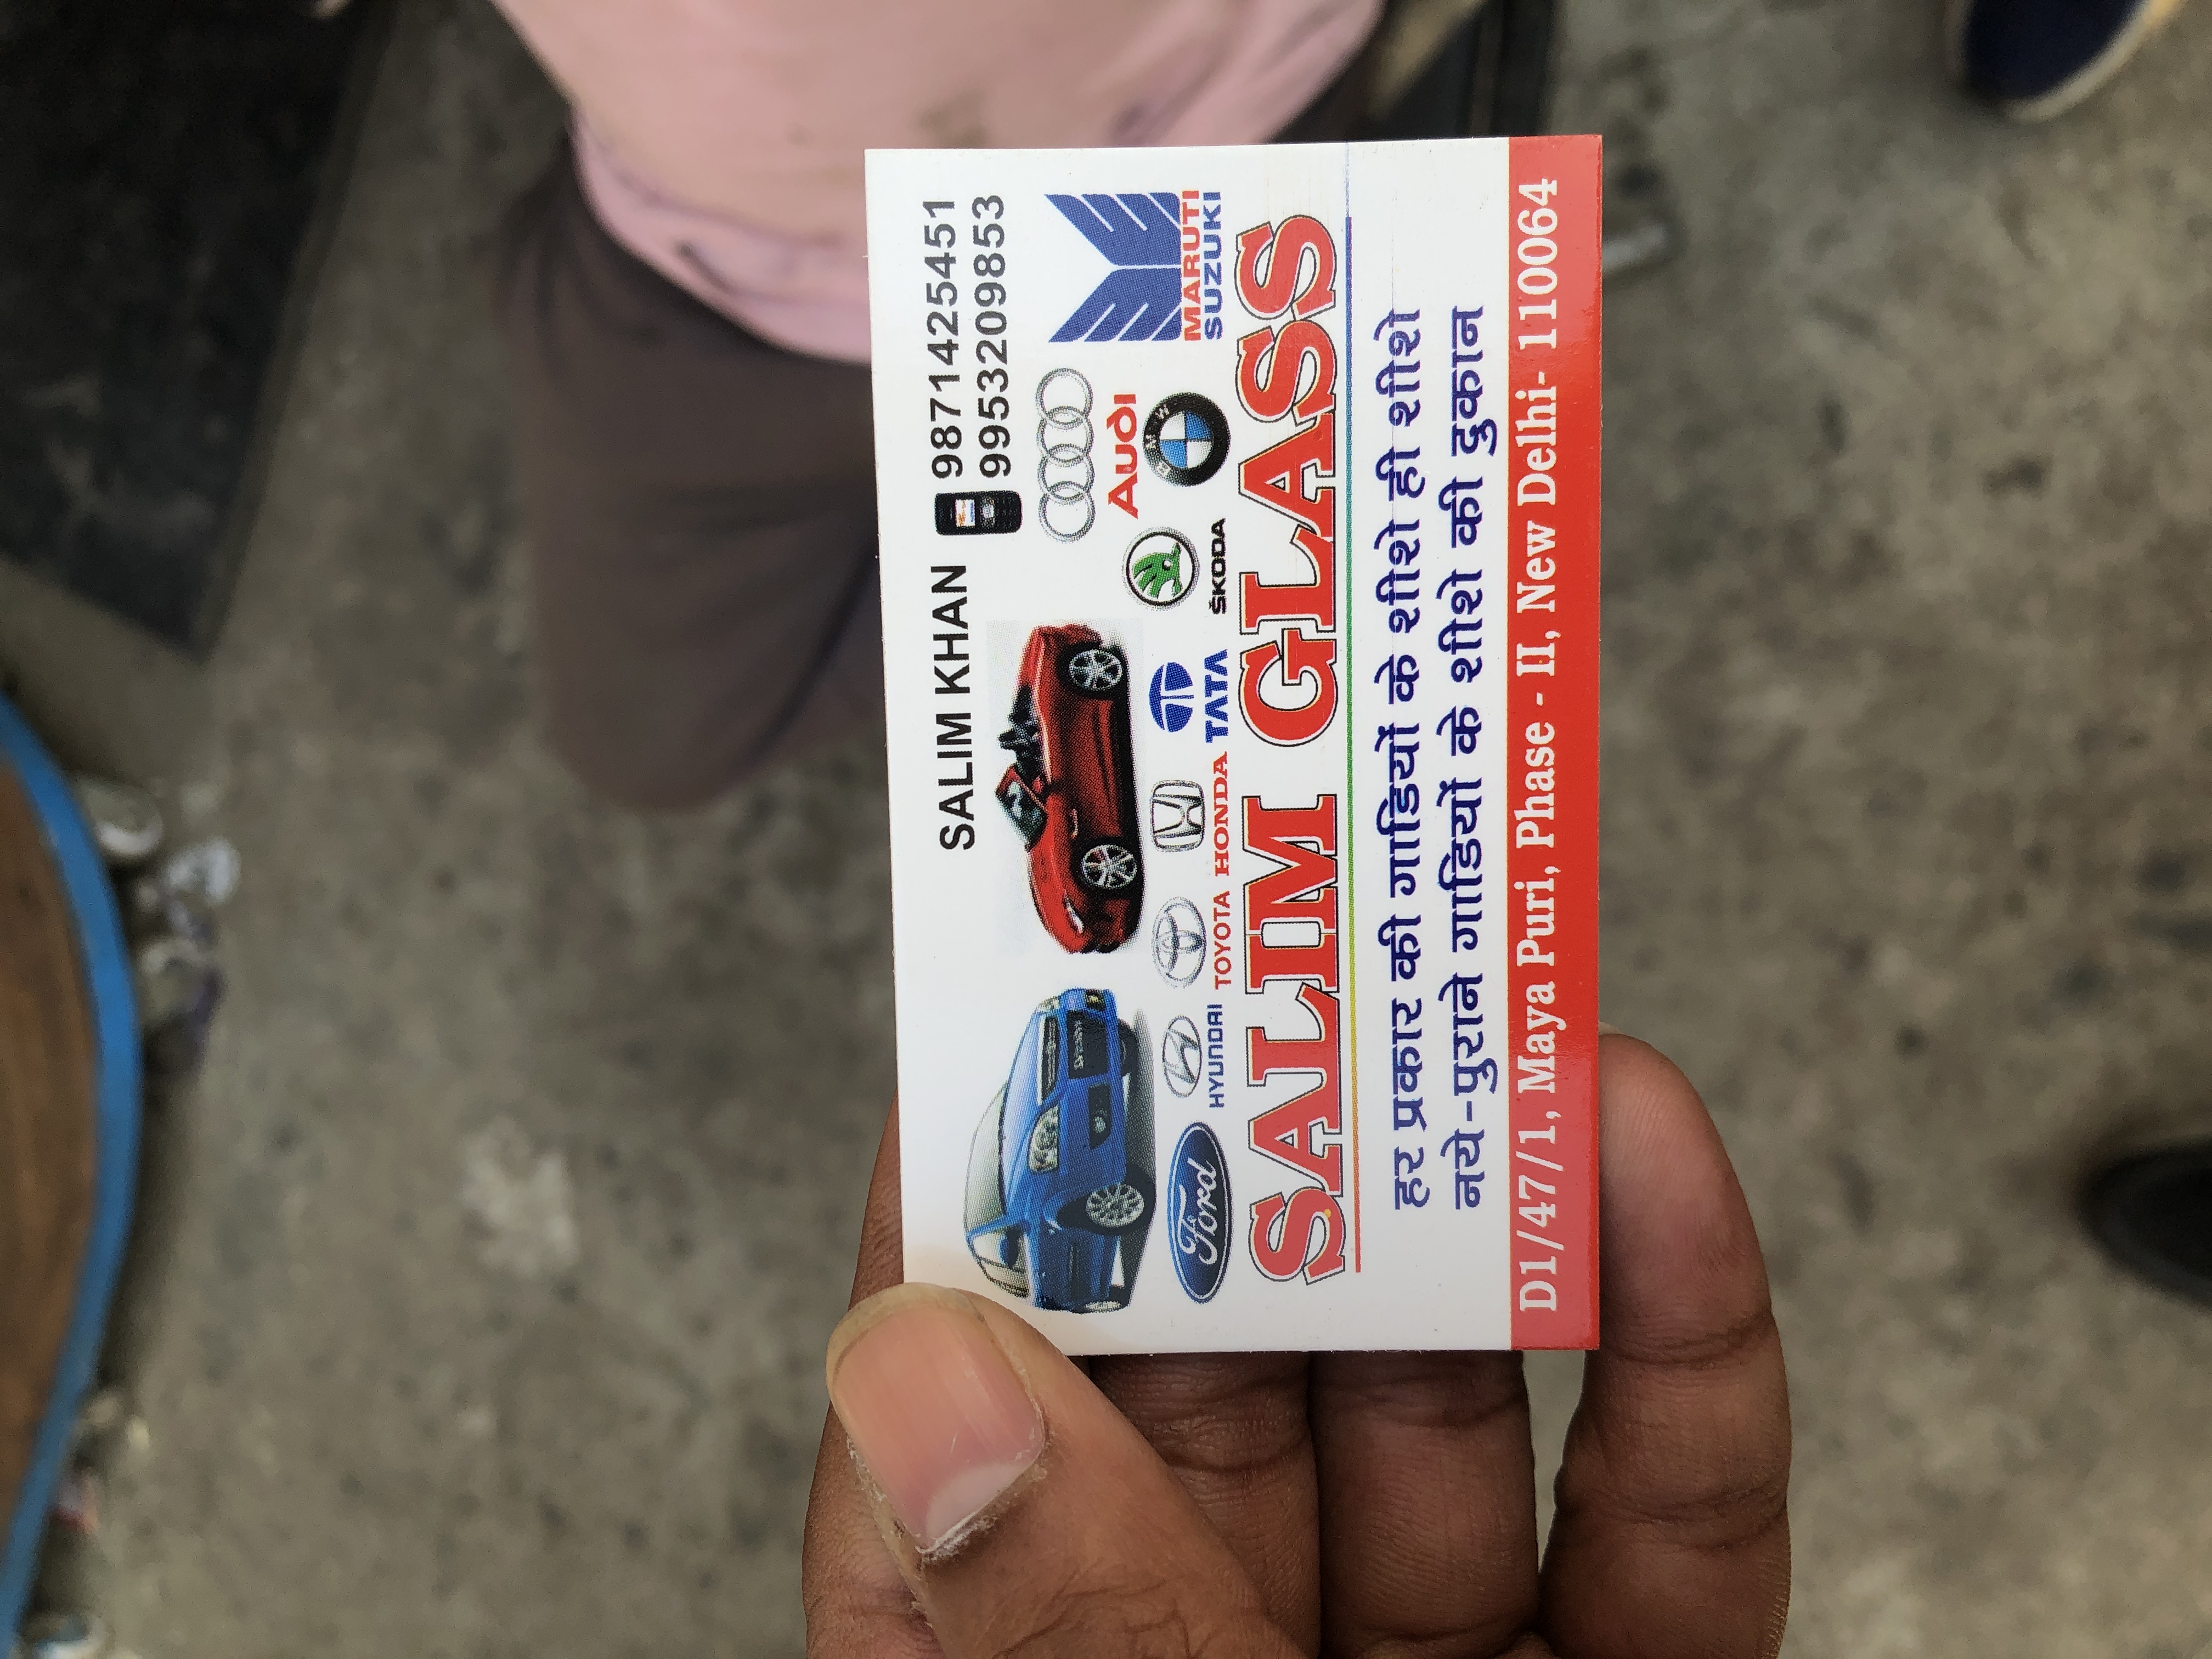 SALIM KHAN
9871425451
9953209853
Audi
MARUTI
SUZUKI
BMW
Ford
HYUNDAI
TOYOTA
HONDA
TATA
ŠKODA
SALIM GLASS
हर प्रकार की गाडियों के शीशे ही शीशे
नये-पुराने गाडियों के शीशे की दुकान
D1/47/1, Maya Puri, Phase - II, New Delhi- 110064